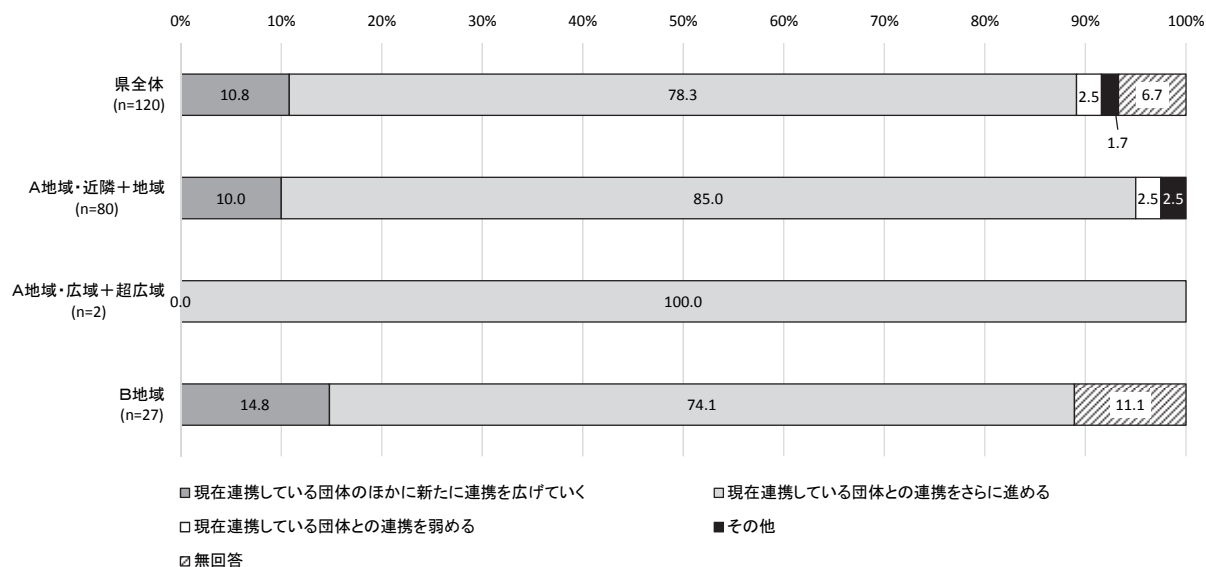 0% 10% 20% 30% 40% 50% 60% 70% 80% 90% 100%
県全体
(n=120)
10.8 78.3 2.5 6.7
1.7
A地域・近隣＋地域
(n=80)
10.0 85.0 2.5 2.5
A地域・広域＋超広域
(n=2)
0.0 100.0
B地域
(n=27)
14.8 74.1 11.1
現在連携している団体のほかに新たに連携を広げていく 現在連携している団体との連携をさらに進める
現在連携している団体との連携を弱める その他
無回答